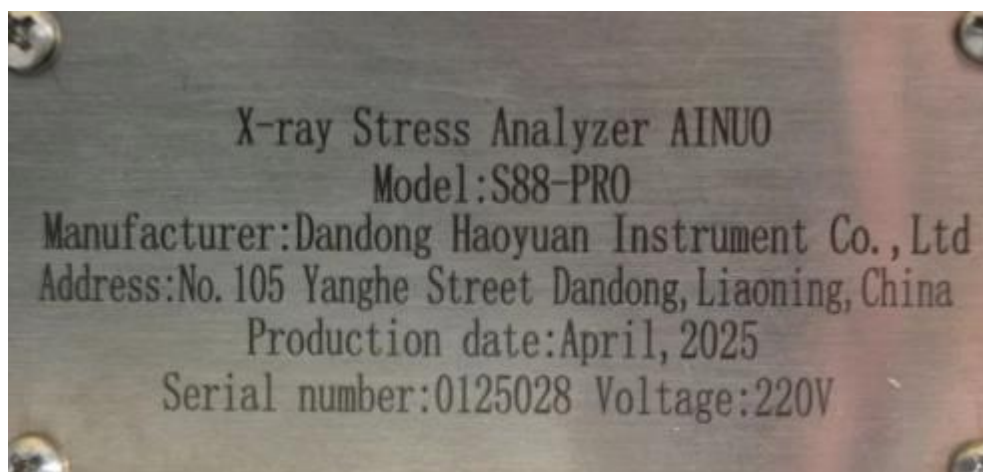 X-ray Stress Analyzer AINUO
Model:S88-PRO
Manufacturer:Dandong Haoyuan Instrument Co.,Ltd
Address:No.105 Yanghe Street Dandong,Liaoning,China
Production date:April,2025
Serial number:0125028 Voltage:220V